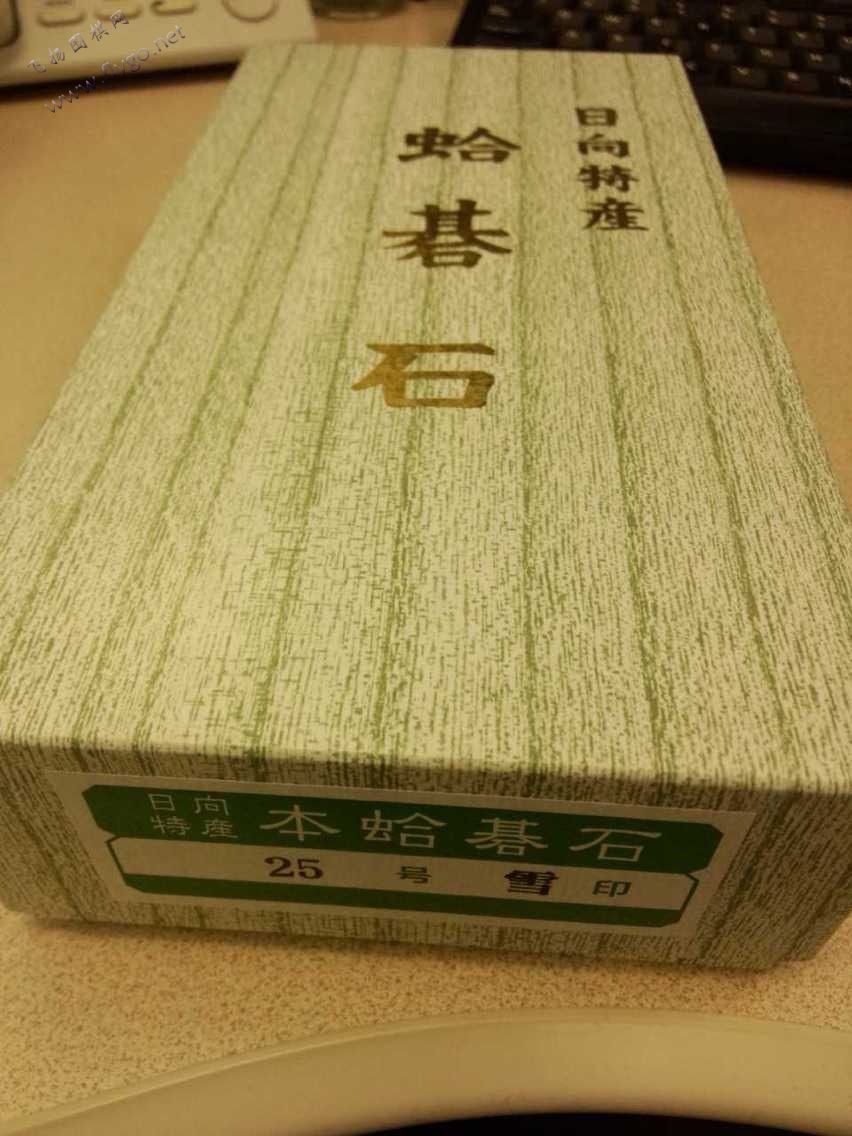 飞扬围棋网
www.flygo.net
日向特産
蛤碁石
日向
特産
本蛤碁石
25 号 雪 印